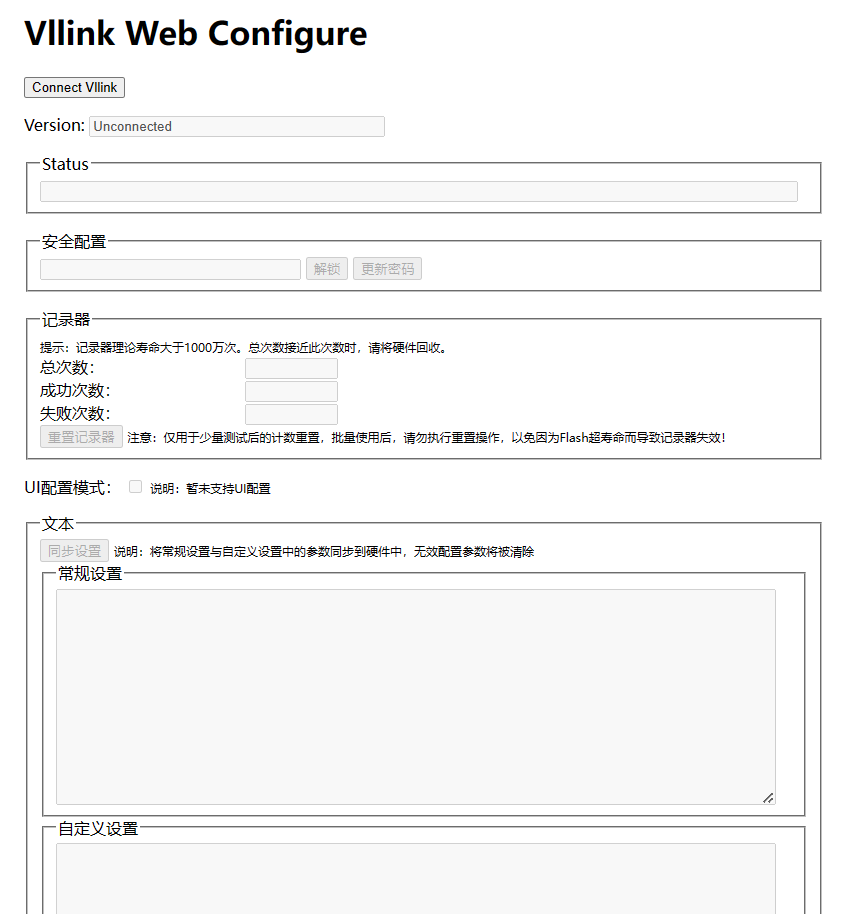 Vllink Web Configure
Connect Vllink
Version: Unconnected
Status
安全配置
解锁 更新密码
记录器
提示：记录器理论寿命大于1000万次。总次数接近此次数时，请将硬件回收。
总次数：
成功次数：
失败次数：
重置记录器 注意：仅用于少量测试后的计数重置，批量使用后，请勿执行重置操作，以免因为Flash超寿命而导致记录器失效！
UI配置模式： 说明：暂未支持UI配置
文本
同步设置 说明：将常规设置与自定义设置中的参数同步到硬件中，无效配置参数将被清除
常规设置
自定义设置